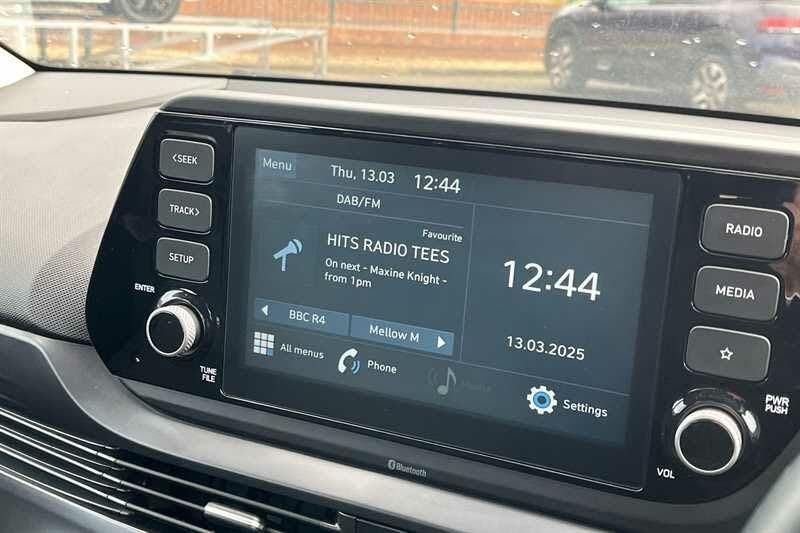 <SEEK
TRACK>
SETUP
ENTER
TUNE
FILE
Menu
Thu, 13.03
12:44
DAB/FM
Favourite
HITS RADIO TEES
On next - Maxine Knight -
from 1pm
BBC R4
Mellow M
12:44
13.03.2025
All menus
Phone
Media
Settings
RADIO
MEDIA
PWR
PUSH
VOL
Bluetooth